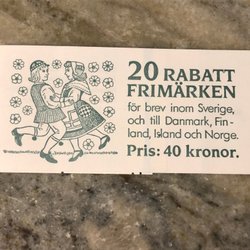 20 RABATT
FRIMÄRKEN
för brev inom Sverige,
och till Danmark, Fin-
land, Island och Norge.
Pris: 40 kronor.